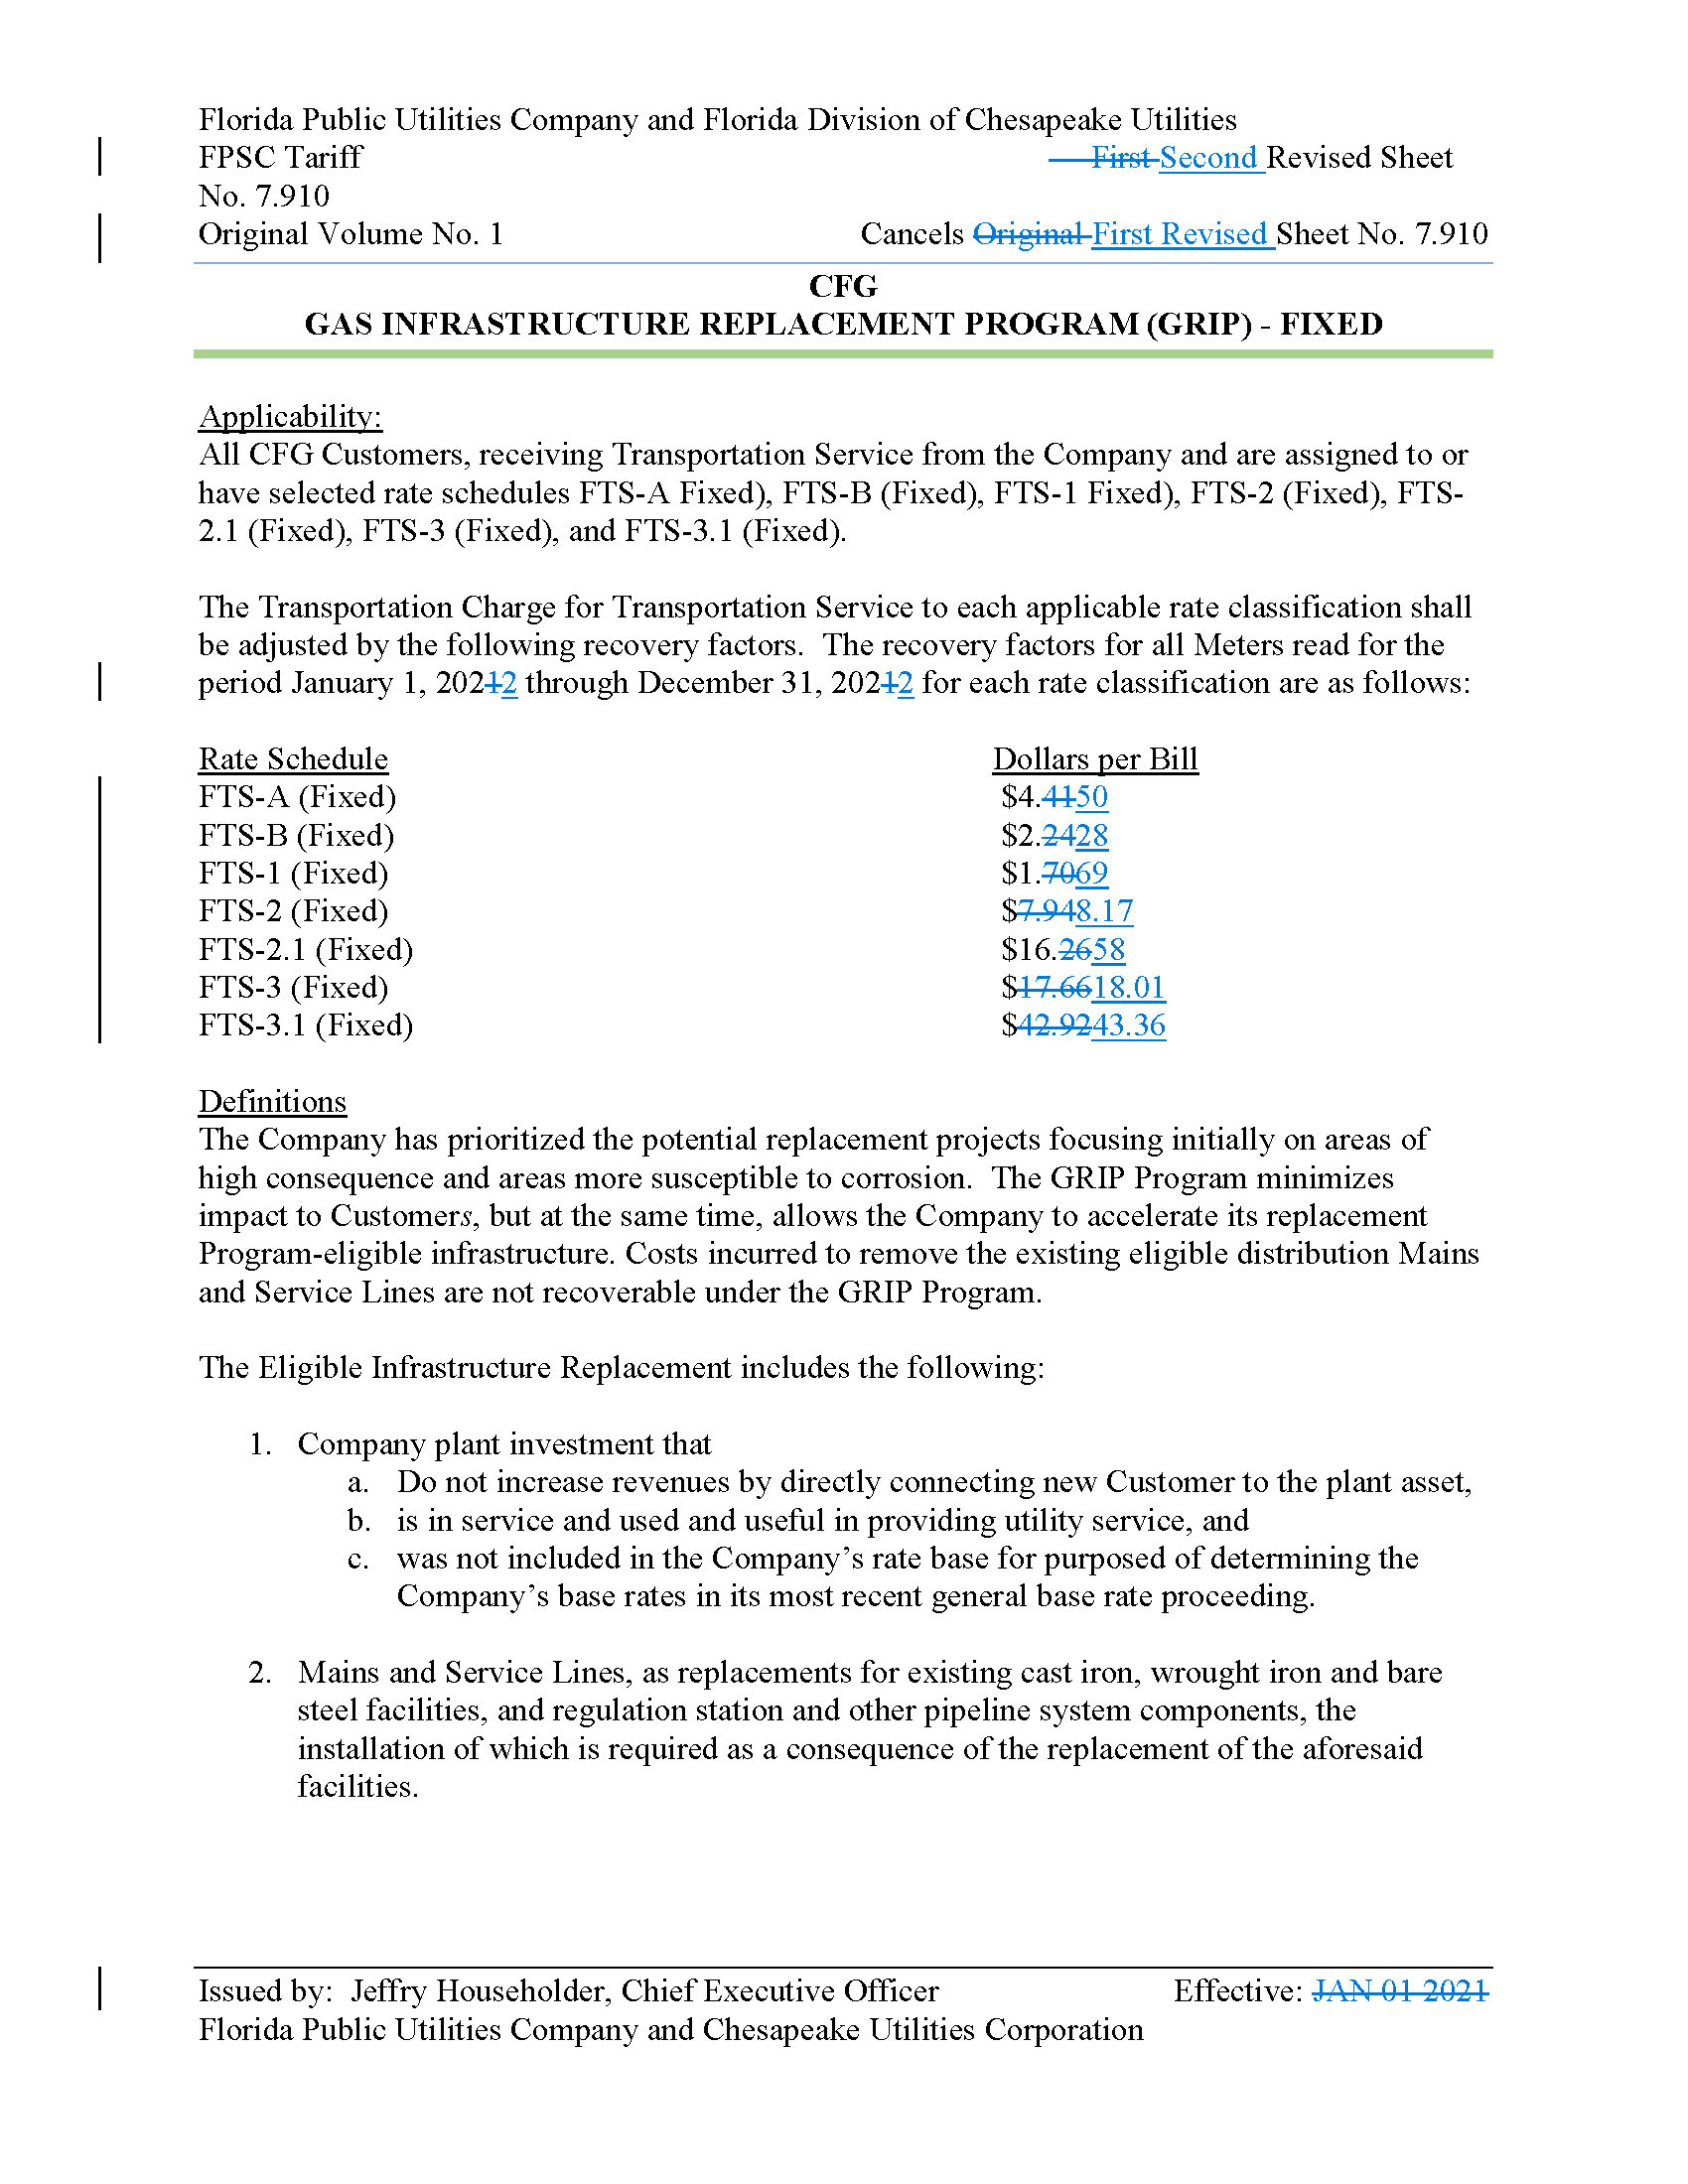 Florida Public Utilities Company and Florida Division of Chesapeake Utilities
FPSC Tariff First Second Revised Sheet
No. 7.910
Original Volume No. 1 Cancels Original First Revised Sheet No. 7.910
CFG
GAS INFRASTRUCTURE REPLACEMENT PROGRAM (GRIP) - FIXED
Applicability:
All CFG Customers, receiving Transportation Service from the Company and are assigned to or
have selected rate schedules FTS-A Fixed), FTS-B (Fixed), FTS-1 Fixed), FTS-2 (Fixed), FTS-
2.1 (Fixed), FTS-3 (Fixed), and FTS-3.1 (Fixed).
The Transportation Charge for Transportation Service to each applicable rate classification shall
be adjusted by the following recovery factors.  The recovery factors for all Meters read for the
period January 1, 20212 through December 31, 20212 for each rate classification are as follows:
Rate Schedule Dollars per Bill
FTS-A (Fixed) $4.4150
FTS-B (Fixed) $2.2428
FTS-1 (Fixed) $1.7069
FTS-2 (Fixed) $7.948.17
FTS-2.1 (Fixed) $16.2658
FTS-3 (Fixed) $17.6618.01
FTS-3.1 (Fixed) $42.9243.36
Definitions
The Company has prioritized the potential replacement projects focusing initially on areas of
high consequence and areas more susceptible to corrosion.  The GRIP Program minimizes
impact to Customers, but at the same time, allows the Company to accelerate its replacement
Program-eligible infrastructure. Costs incurred to remove the existing eligible distribution Mains
and Service Lines are not recoverable under the GRIP Program.
The Eligible Infrastructure Replacement includes the following:
1. Company plant investment that
a. Do not increase revenues by directly connecting new Customer to the plant asset,
b. is in service and used and useful in providing utility service, and
c. was not included in the Company's rate base for purposed of determining the
Company's base rates in its most recent general base rate proceeding.
2. Mains and Service Lines, as replacements for existing cast iron, wrought iron and bare
steel facilities, and regulation station and other pipeline system components, the
installation of which is required as a consequence of the replacement of the aforesaid
facilities.
Issued by:  Jeffry Householder, Chief Executive Officer Effective: JAN 01 2021
Florida Public Utilities Company and Chesapeake Utilities Corporation